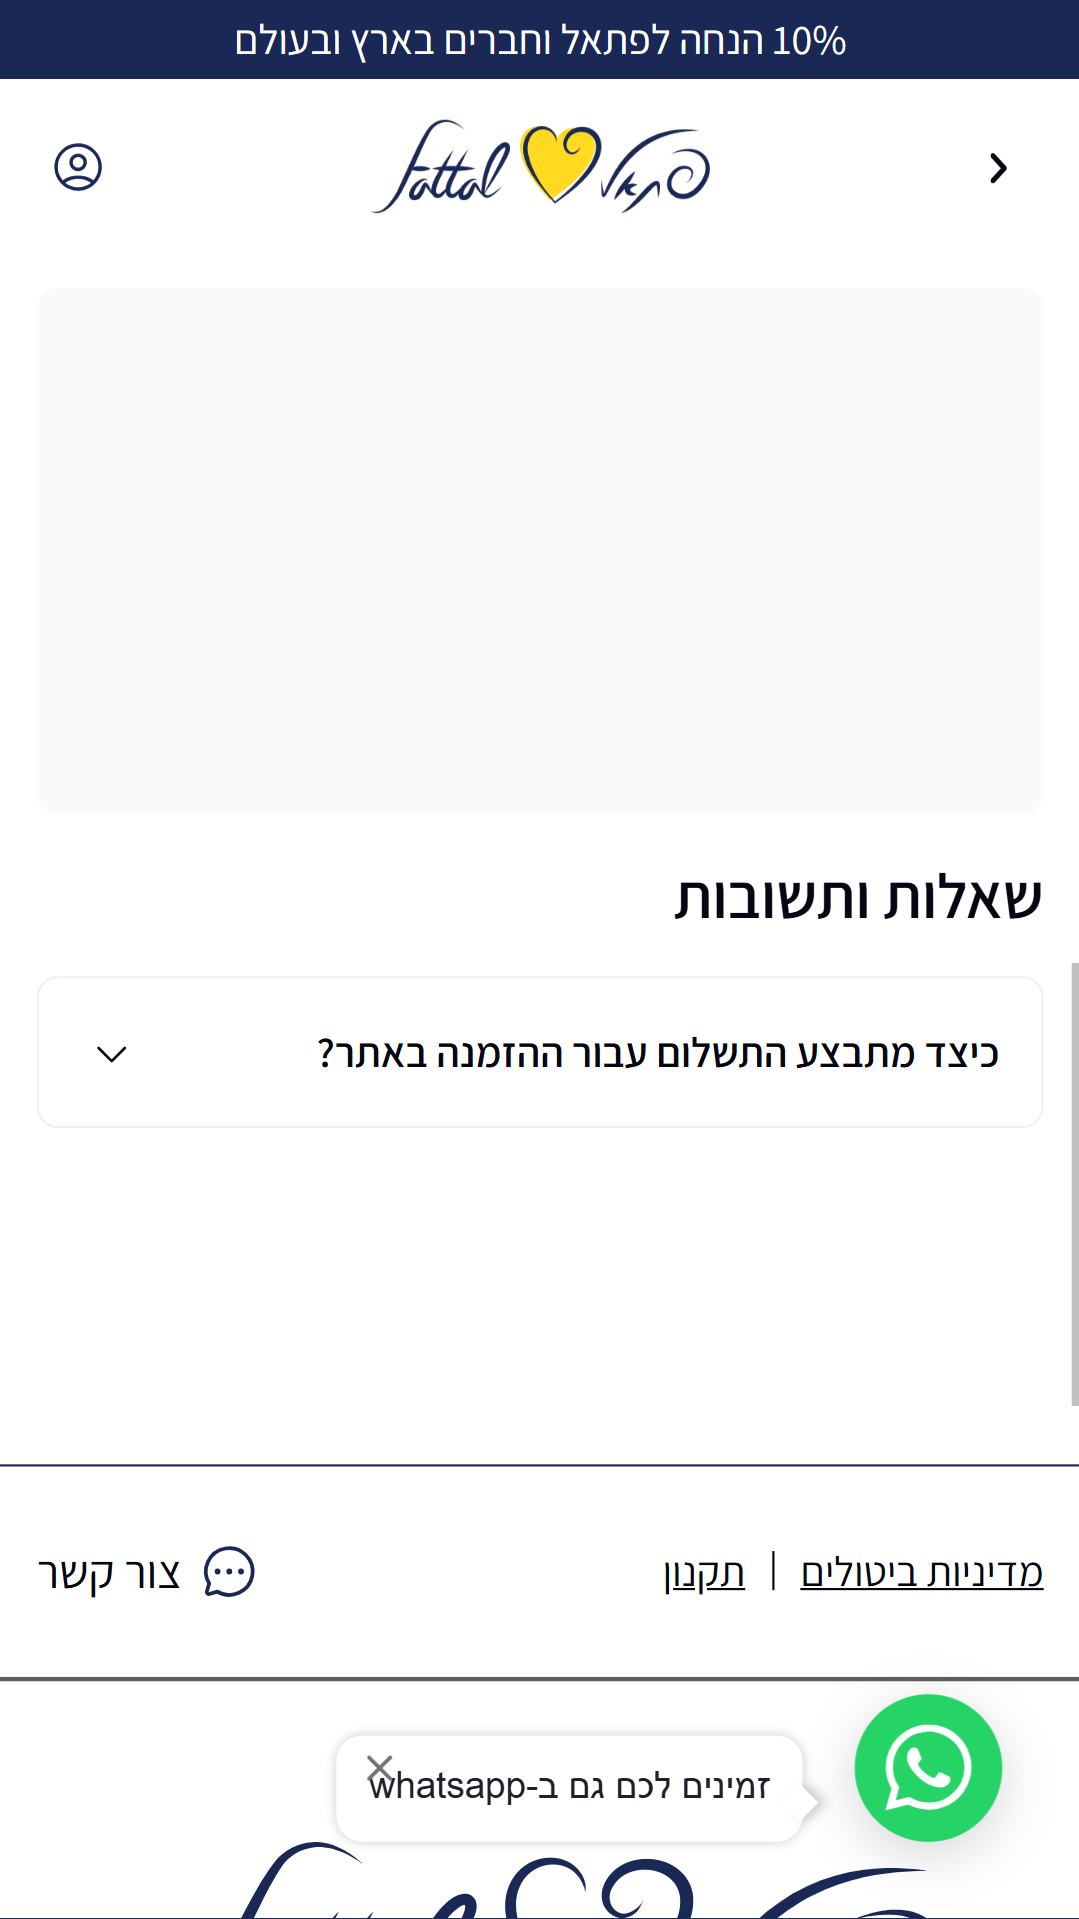 10% הנחה לפתאל וחברים בארץ ובעולם
fattal פתאל
שאלות ותשובות
כיצד מתבצע התשלום עבור ההזמנה באתר?
מדיניות ביטולים | תקנון
צור קשר
זמינים לכם גם ב-whatsapp